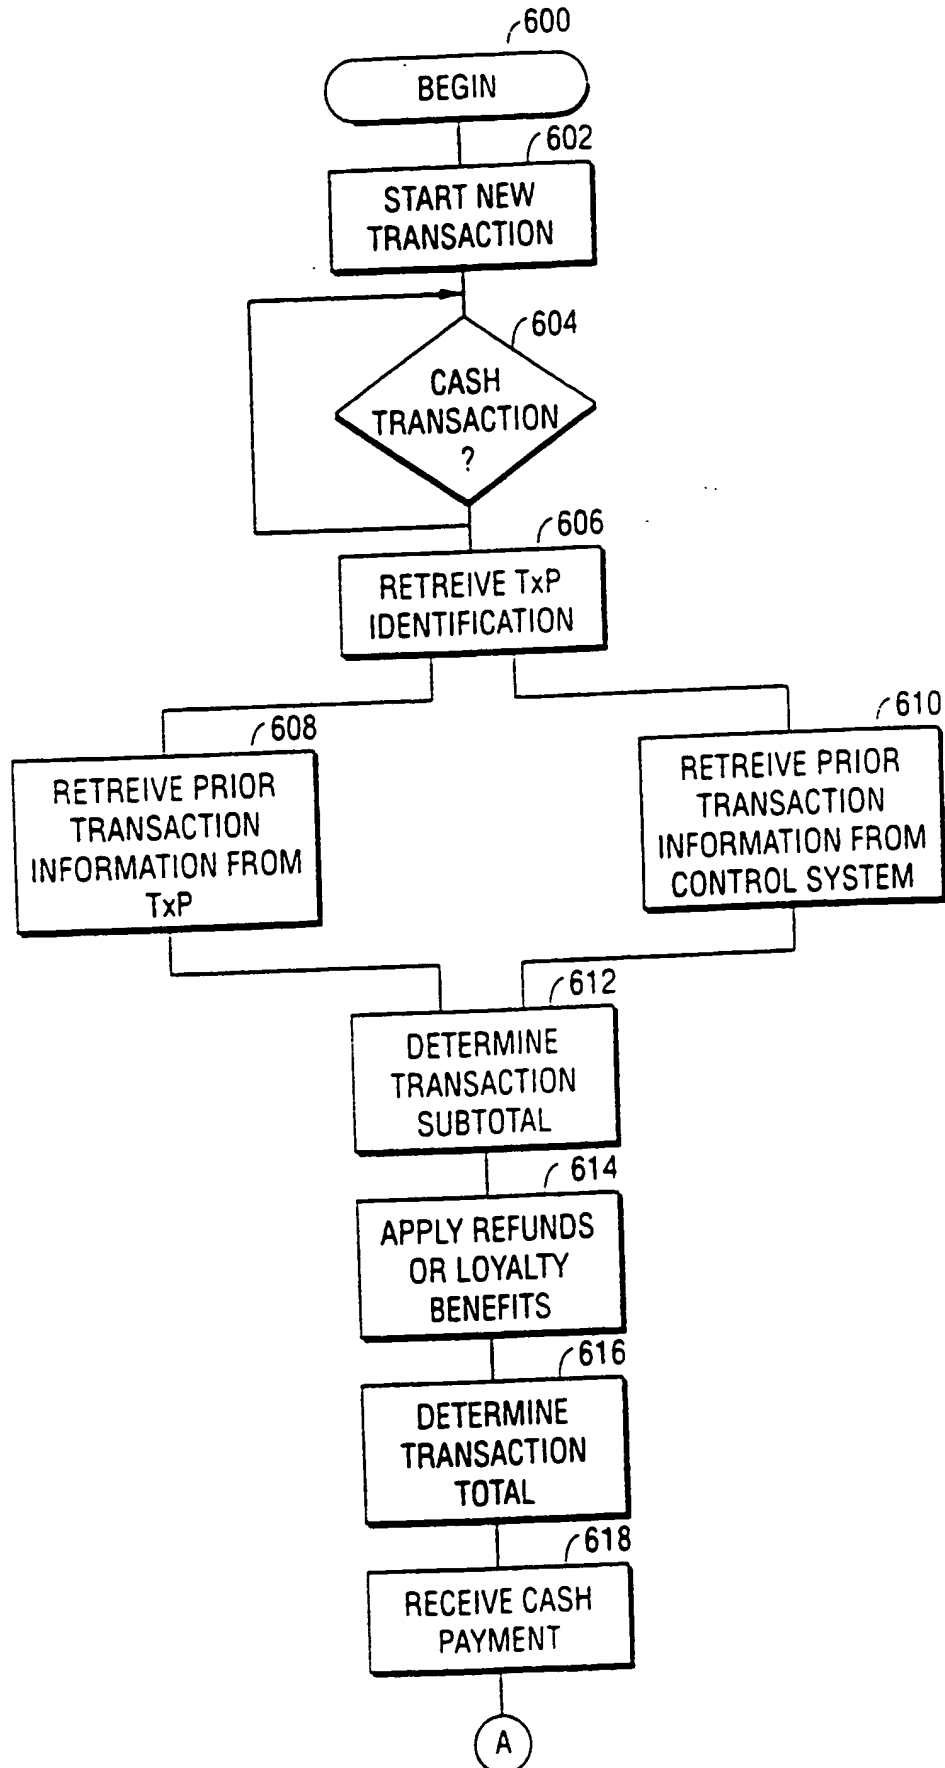 600
BEGIN
602
START NEW
TRANSACTION
604
CASH
TRANSACTION
?
606
RETREIVE TxP
IDENTIFICATION
608
RETREIVE PRIOR
TRANSACTION
INFORMATION FROM
TxP
610
RETREIVE PRIOR
TRANSACTION
INFORMATION FROM
CONTROL SYSTEM
612
DETERMINE
TRANSACTION
SUBTOTAL
614
APPLY REFUNDS
OR LOYALTY
BENEFITS
616
DETERMINE
TRANSACTION
TOTAL
618
RECEIVE CASH
PAYMENT
A